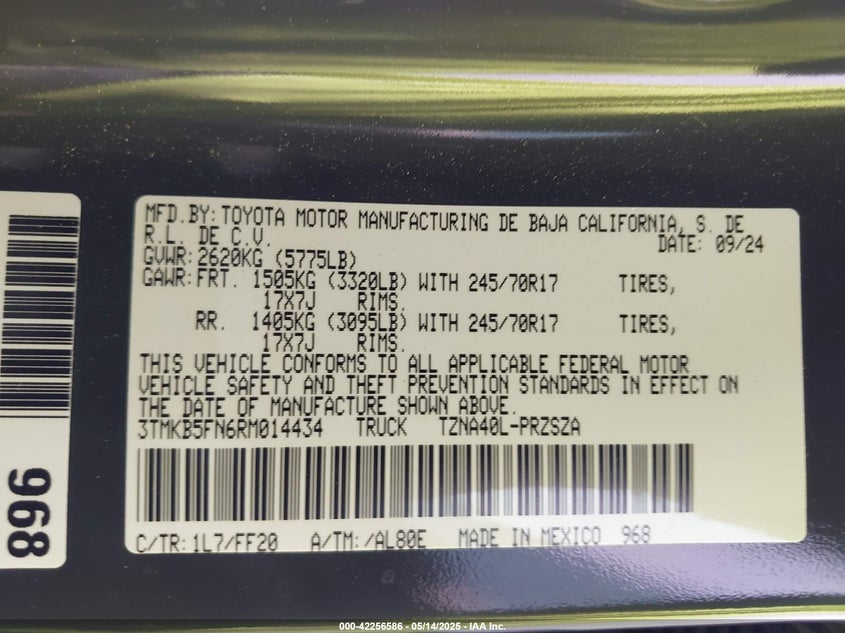 MFD.BY: TOYOTA MOTOR MANUFACTURING DE BAJA CALIFORNIA, S. DE
R.L. DE C.V. DATE: 09/24
GVWR: 2620KG (5775LB)
GAWR: FRT. 1505KG (3320LB) WITH 245/70R17 TIRES,
17X7J RIMS.
RR. 1405KG (3095LB) WITH 245/70R17 TIRES,
17X7J RIMS.
THIS VEHICLE CONFORMS TO ALL APPLICABLE FEDERAL MOTOR
VEHICLE SAFETY AND THEFT PREVENTION STANDARDS IN EFFECT ON
THE DATE OF MANUFACTURE SHOWN ABOVE.
3TMKB5FN6RM014434 TRUCK TZNA40L-PRZSZA
C/TR: 1L7/FF20 A/TM: /AL80E MADE IN MEXICO 968
968
000-42256586 - 05/14/2025 - IAA Inc.